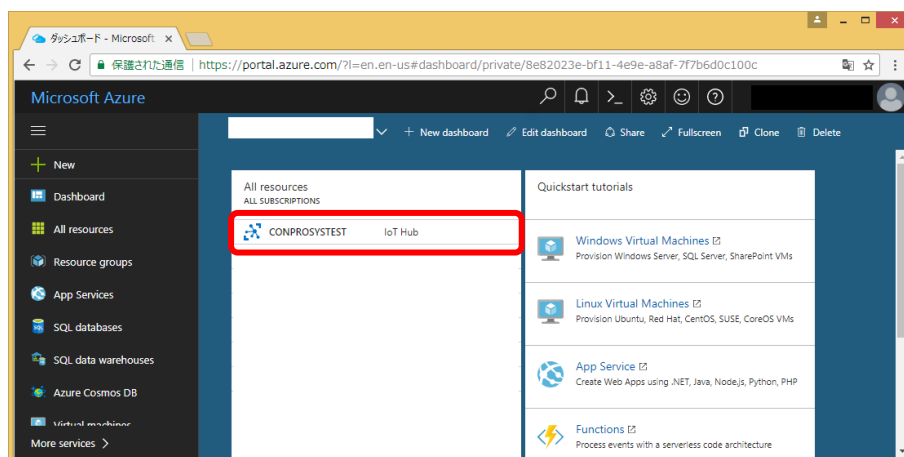 ダッシュボード - Microsoft
保護された通信 https://portal.azure.com/?l=en.en-us#dashboard/private/8e82023e-bf11-4e9e-a8af-7f7b6d0c100c
Microsoft Azure
New dashboard Edit dashboard Share Fullscreen Clone Delete
New
Dashboard
All resources
Resource groups
App Services
SQL databases
SQL data warehouses
Azure Cosmos DB
Virtual machines
More services
All resources
ALL SUBSCRIPTIONS
CONPROSYSTEST IoT Hub
Quickstart tutorials
Windows Virtual Machines
Provision Windows Server, SQL Server, SharePoint VMs
Linux Virtual Machines
Provision Ubuntu, Red Hat, CentOS, SUSE, CoreOS VMs
App Service
Create Web Apps using .NET, Java, Node.js, Python, PHP
Functions
Process events with a serverless code architecture